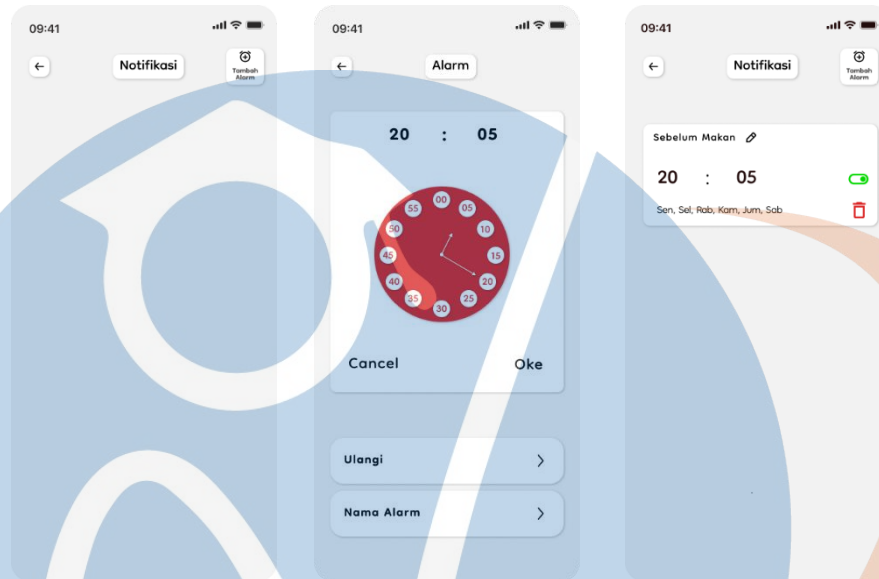 09:41
Notifikasi
Tambah
Alarm
09:41
Alarm
20 : 05
00
05
10
15
20
25
30
35
40
45
50
55
Cancel
Oke
Ulangi
Nama Alarm
09:41
Notifikasi
Tambah
Alarm
Sebelum Makan
20 : 05
Sen, Sel, Rab, Kam, Jum, Sab